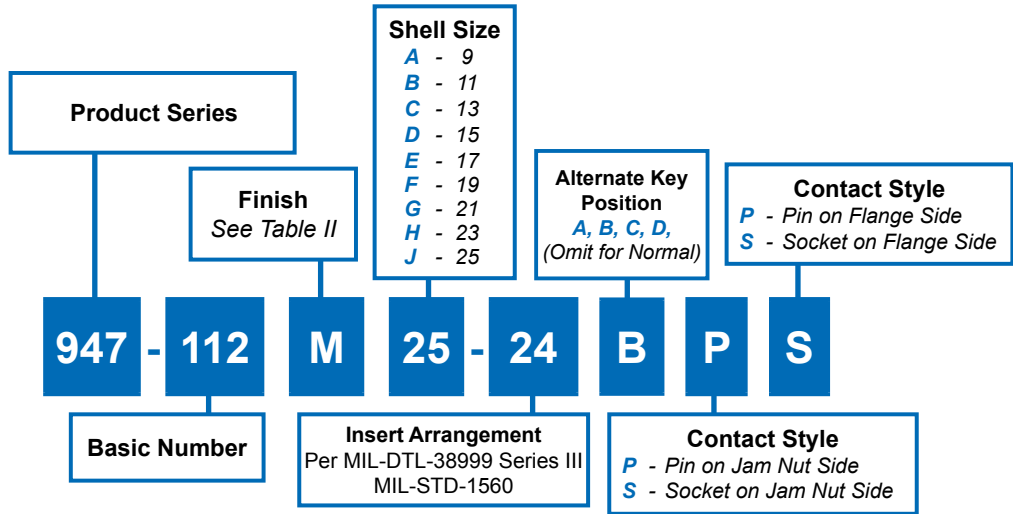 Shell Size
A - 9
B - 11
C - 13
D - 15
E - 17
F - 19
G - 21
H - 23
J - 25
Product Series
Finish
See Table II
Alternate Key
Position
A, B, C, D,
(Omit for Normal)
Contact Style
P - Pin on Flange Side
S - Socket on Flange Side
947 - 112 M 25 - 24 B P S
Basic Number
Insert Arrangement
Per MIL-DTL-38999 Series III
MIL-STD-1560
Contact Style
P - Pin on Jam Nut Side
S - Socket on Jam Nut Side